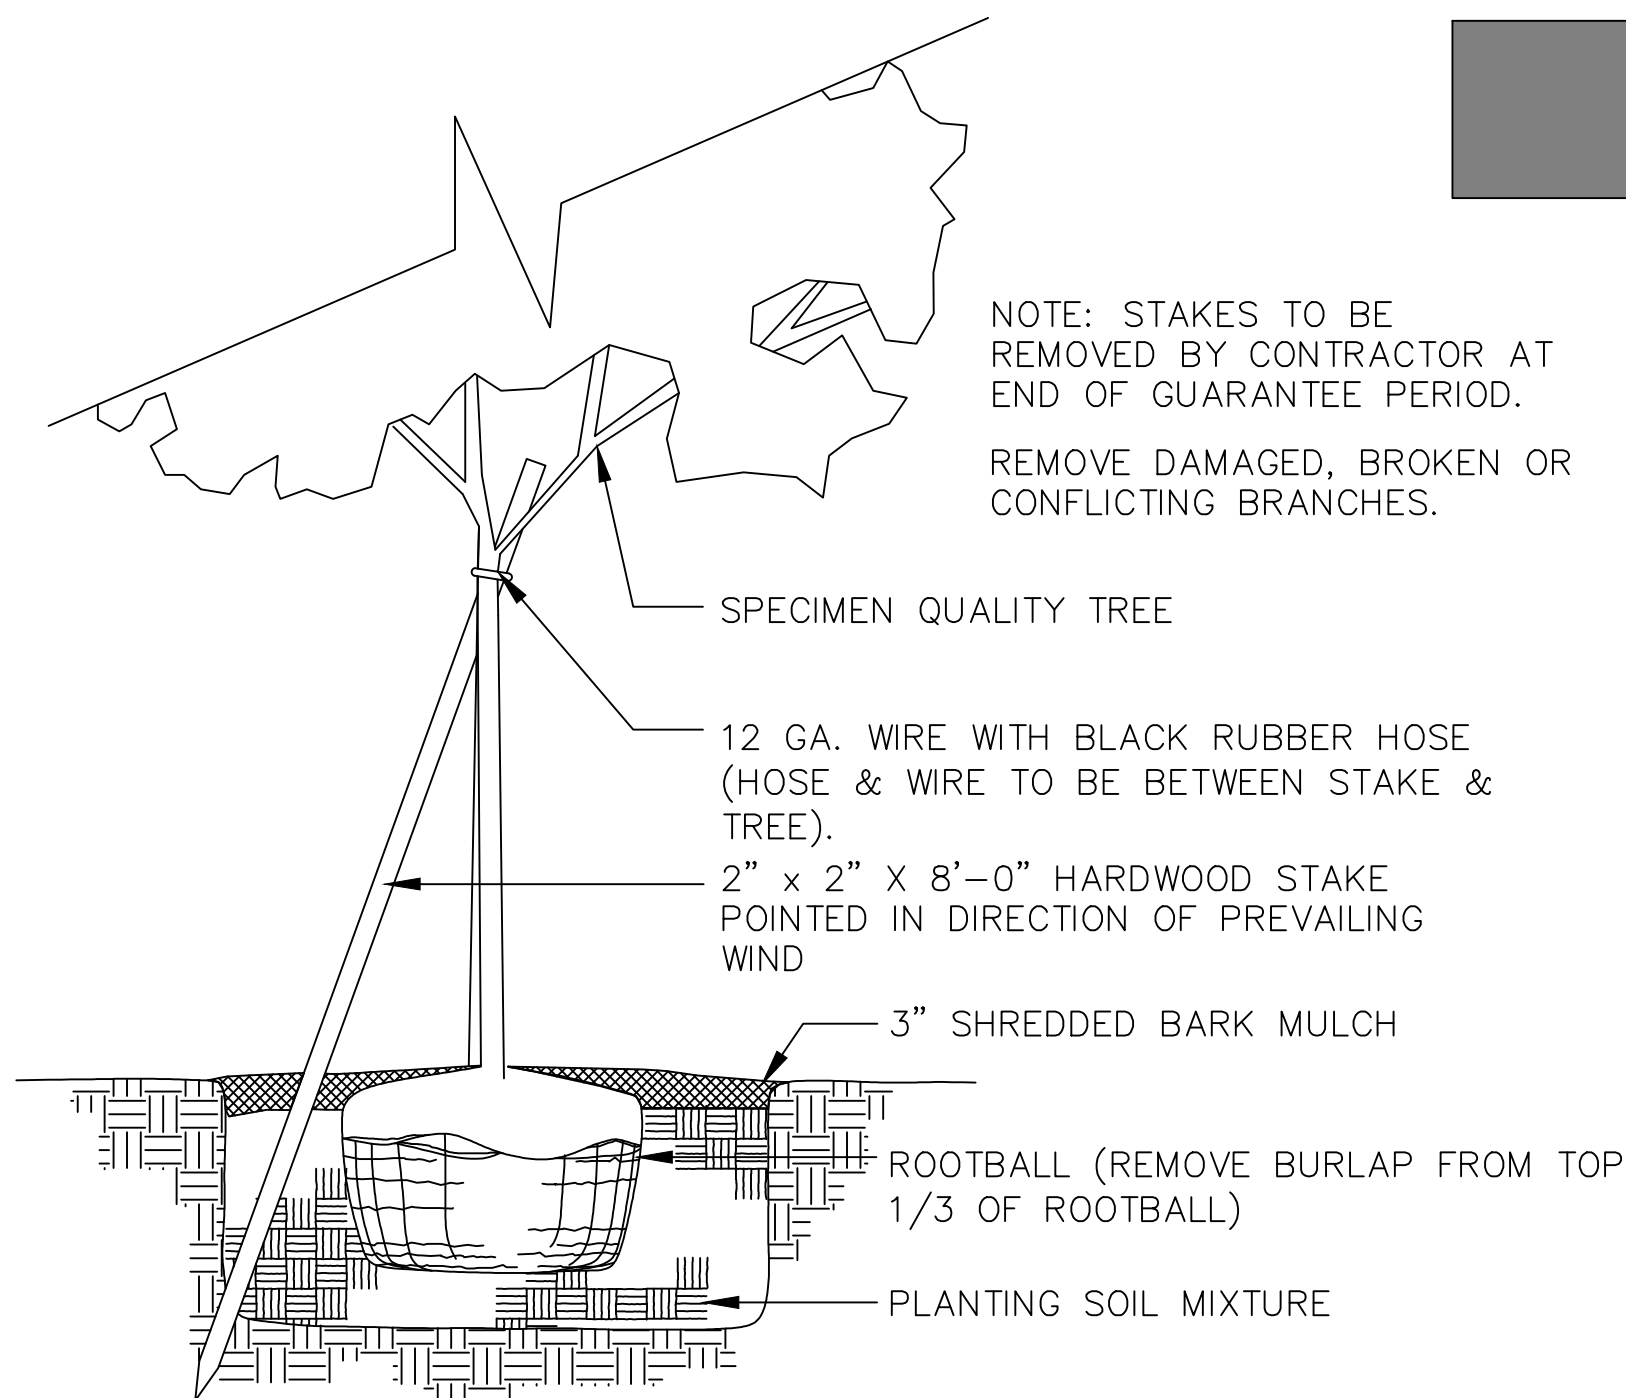 NOTE: STAKES TO BE
REMOVED BY CONTRACTOR AT
END OF GUARANTEE PERIOD.
REMOVE DAMAGED, BROKEN OR
CONFLICTING BRANCHES.
SPECIMEN QUALITY TREE
12 GA. WIRE WITH BLACK RUBBER HOSE
(HOSE & WIRE TO BE BETWEEN STAKE &
TREE).
2" x 2" X 8'-0" HARDWOOD STAKE
POINTED IN DIRECTION OF PREVAILING
WIND
3" SHREDDED BARK MULCH
ROOTBALL (REMOVE BURLAP FROM TOP
1/3 OF ROOTBALL)
PLANTING SOIL MIXTURE